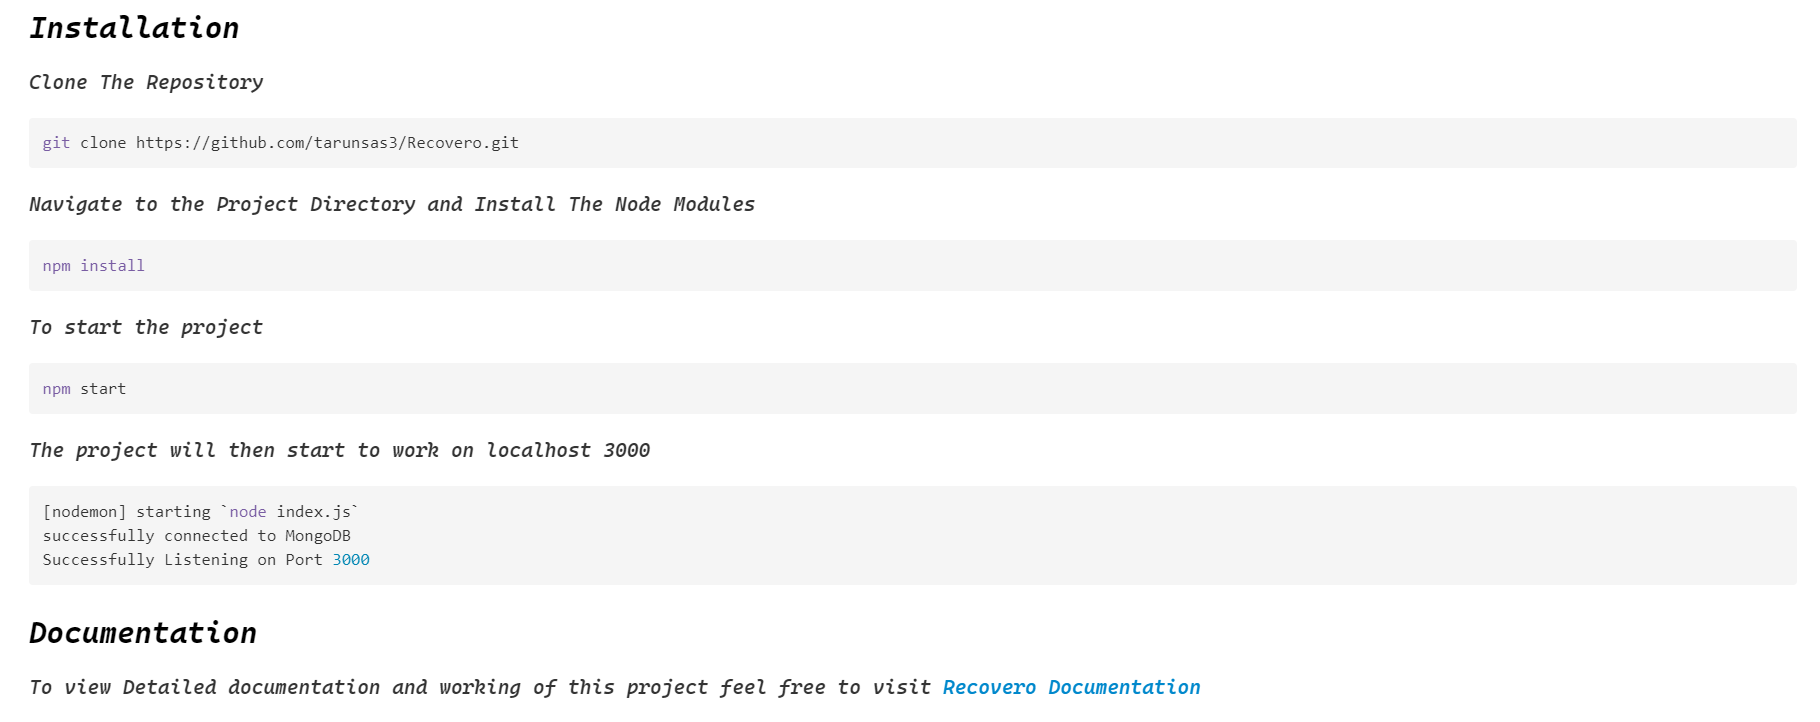 Installation
Clone The Repository
git clone https://github.com/tarunsas3/Recovero.git
Navigate to the Project Directory and Install The Node Modules
npm install
To start the project
npm start
The project will then start to work on localhost 3000
[nodemon] starting `node index.js`
successfully connected to MongoDB
Successfully Listening on Port 3000
Documentation
To view Detailed documentation and working of this project feel free to visit Recovero Documentation